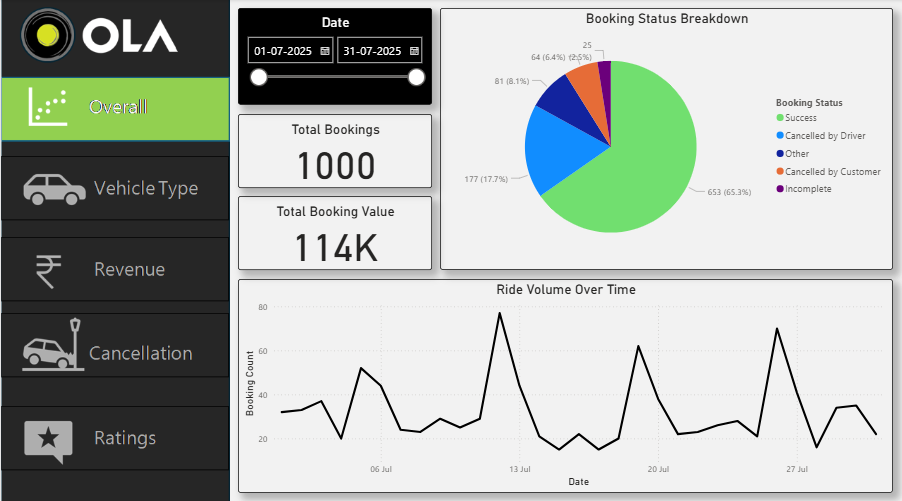 OLA
Overall
Vehicle Type
Revenue
Cancellation
Ratings
Date
01-07-2025 31-07-2025
Total Bookings
1000
Total Booking Value
114K
Booking Status Breakdown
25
(2.5%)
64 (6.4%)
81 (8.1%)
177 (17.7%)
653 (65.3%)
Booking Status
Success
Cancelled by Driver
Other
Cancelled by Customer
Incomplete
Ride Volume Over Time
Booking Count
80
60
40
20
06 Jul 13 Jul 20 Jul 27 Jul
Date